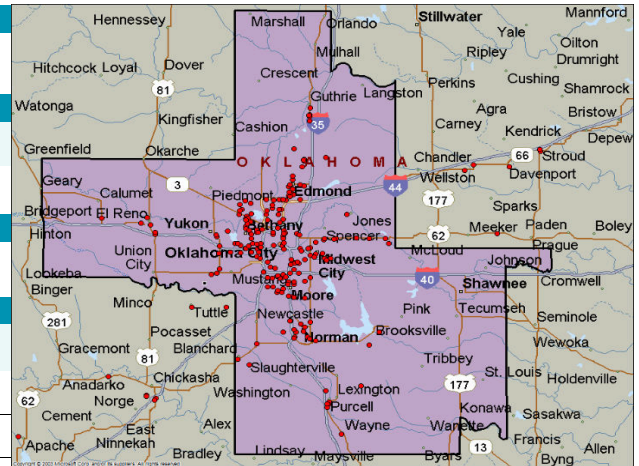 Hennessey
Marshall
Orlando
Stillwater
Mannford
Mulhall
Yale
Oilton
Hitchcock Loyal
Dover
Ripley
Drumright
Crescent
Perkins
Cushing
81
Guthrie
Langston
Shamrock
Watonga
Agra
Bristow
Kingfisher
35
Carney
Kendrick
Cashion
Depew
Greenfield
Okarche
OKLAHOMA
Chandler
66
Stroud
Geary
3
Wellston
Davenport
Calumet
Piedmont
Edmond
44
177
Bridgeport
El Reno
Jones
Sparks
Yukon
Bethany
Spencer
62
Meeker
Paden
Boley
Hinton
Union
City
Oklahoma City
McLoud
Prague
Midwest
City
Johnson
Lookeba
Mustang
40
Cromwell
Binger
Moore
Shawnee
Minco
Tuttle
Newcastle
Pink
Tecumseh
Seminole
281
Pocasset
Norman
Brooksville
Gracemont
81
Blanchard
Wewoka
Tribbey
Slaughterville
St. Louis
Anadarko
Chickasha
177
Holdenville
62
Norge
Washington
Lexington
Purcell
Konawa
Cement
Sasakwa
Alex
Wayne
Wanette
East
Ninnekah
Francis
Apache
13
Allen
Bradley
Lindsay
Maysville
Byars
Byng